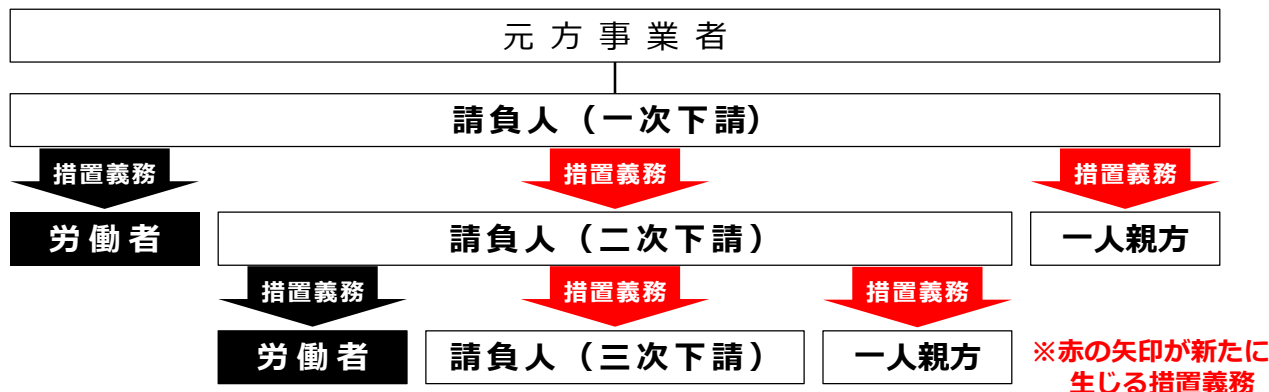 元方事業者
請負人（一次下請）
措置義務 措置義務 措置義務
労働者 請負人（二次下請） 一人親方
措置義務 措置義務 措置義務
労働者 請負人（三次下請） 一人親方
※赤の矢印が新たに
生じる措置義務